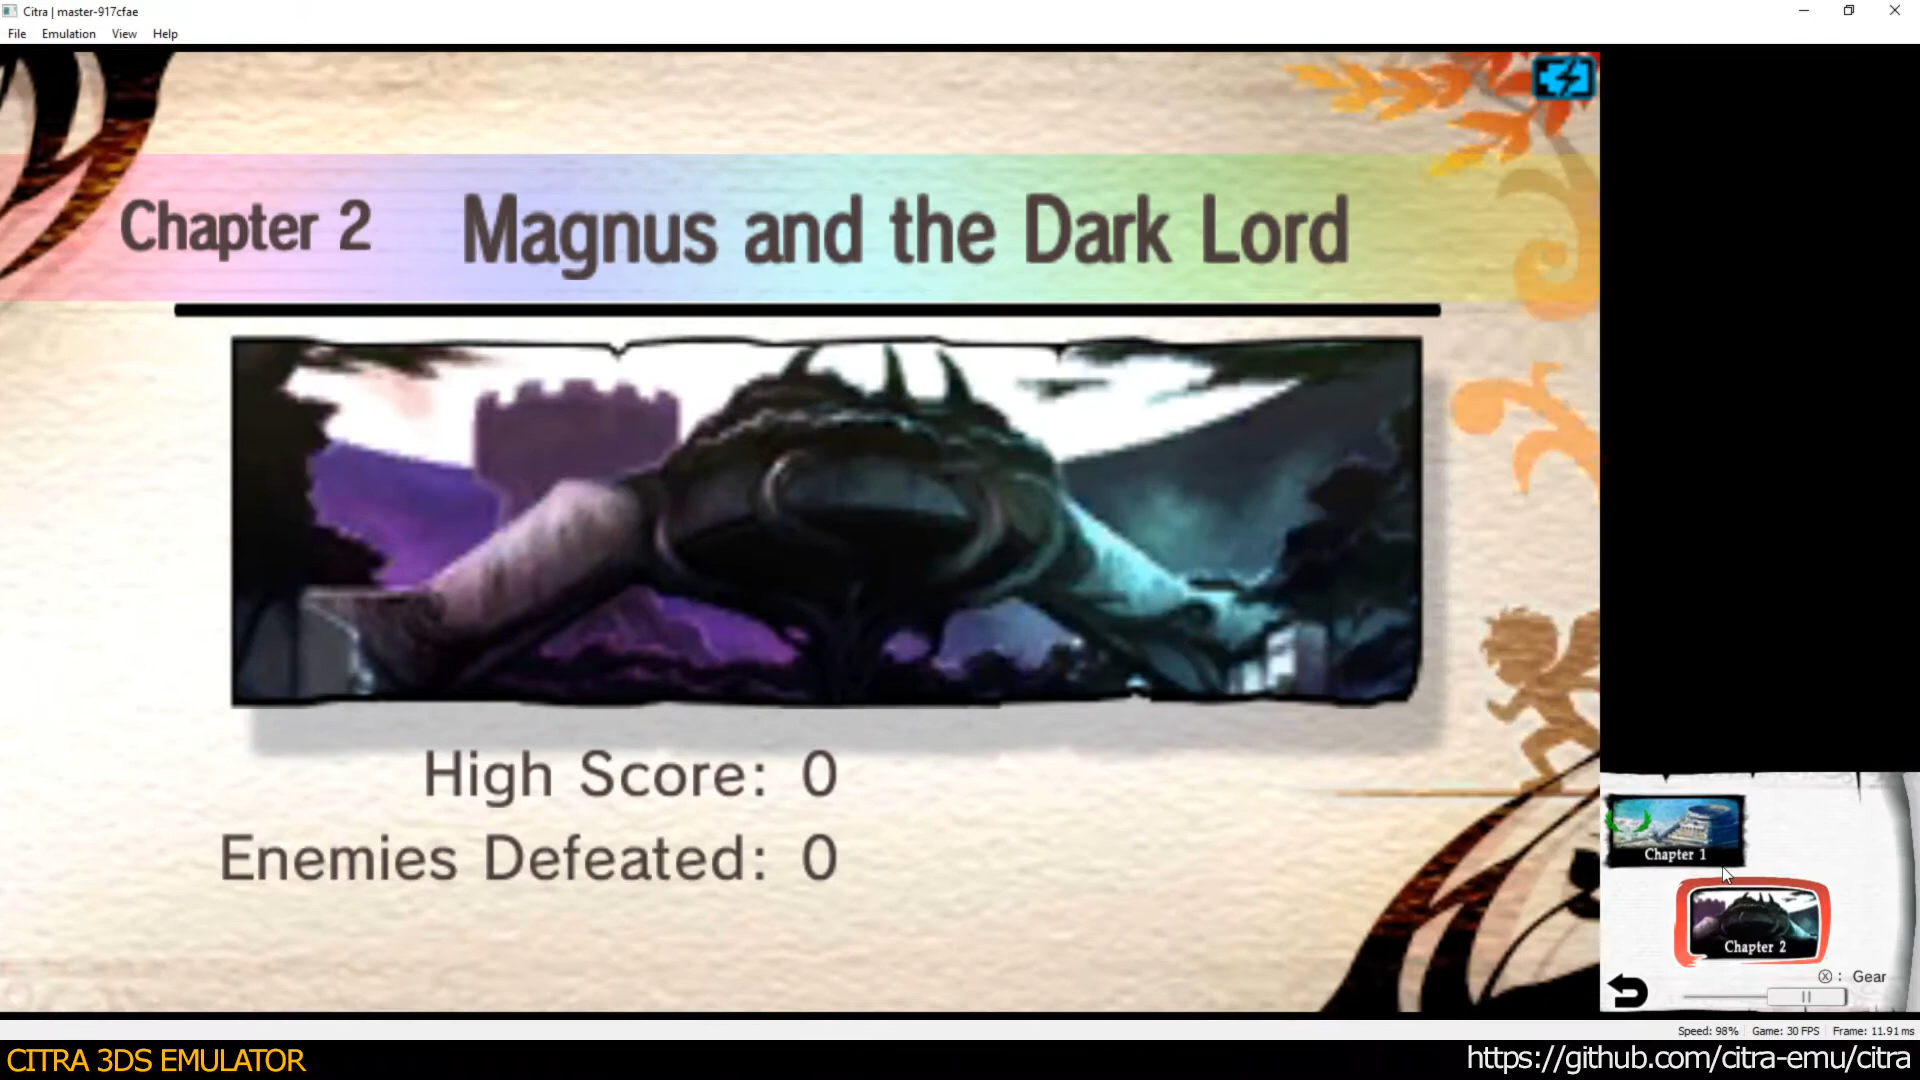 Citra | master-917cfae
File Emulation View Help
Chapter 2 Magnus and the Dark Lord
High Score: 0
Enemies Defeated: 0
Chapter 1
Chapter 2
Ⓧ : Gear
Speed: 98% Game: 30 FPS Frame: 11.91 ms
CITRA 3DS EMULATOR
https://github.com/citra-emu/citra